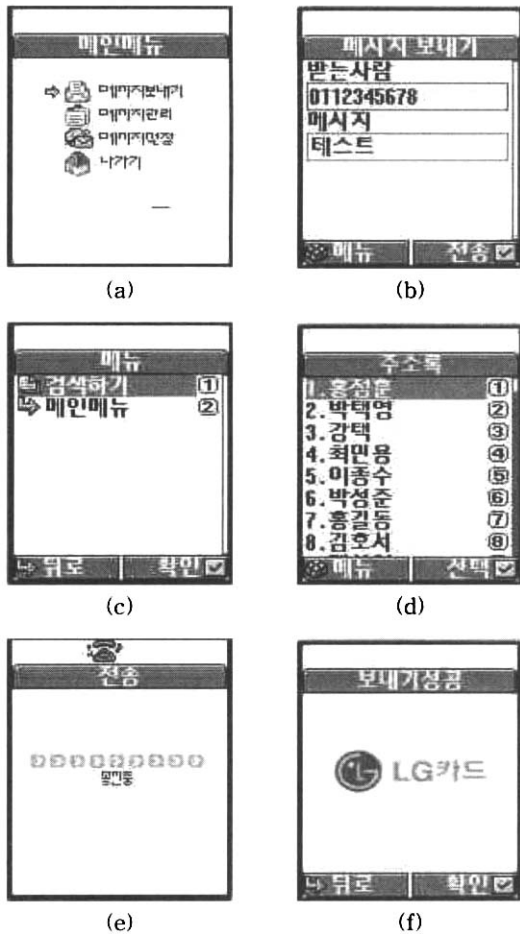 메인메뉴
메시지보내기
메시지관리
나가기
(a)
메시지 보내기
받는사람
0112345678
메시지
테스트
메뉴 전송
(b)
메뉴
검색하기 ①
메인메뉴 ②
뒤로 확인
(c)
주소록
1.홍점훈 ①
2.박택영 ②
3.강택 ③
4.최민용 ④
5.이종수 ⑤
6.박성준 ⑥
7.홍길동 ⑦
8.김호서 ⑧
메뉴 선택
(d)
전송
(e)
보내기성공
LG카드
뒤로 확인
(f)